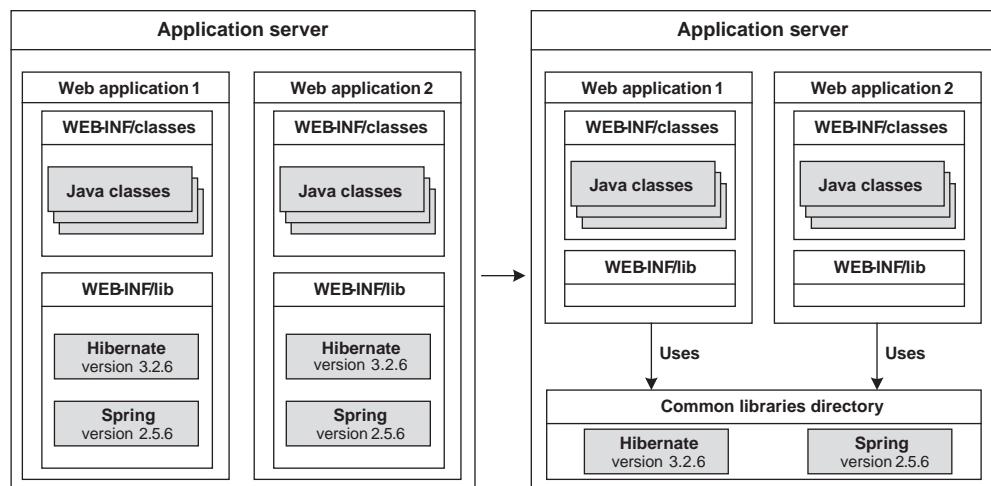 Application server
Web application 1
WEB-INF/classes
Java classes
WEB-INF/lib
Hibernate
version 3.2.6
Spring
version 2.5.6
Web application 2
WEB-INF/classes
Java classes
WEB-INF/lib
Hibernate
version 3.2.6
Spring
version 2.5.6
Application server
Web application 1
WEB-INF/classes
Java classes
WEB-INF/lib
Uses
Web application 2
WEB-INF/classes
Java classes
WEB-INF/lib
Uses
Common libraries directory
Hibernate
version 3.2.6
Spring
version 2.5.6